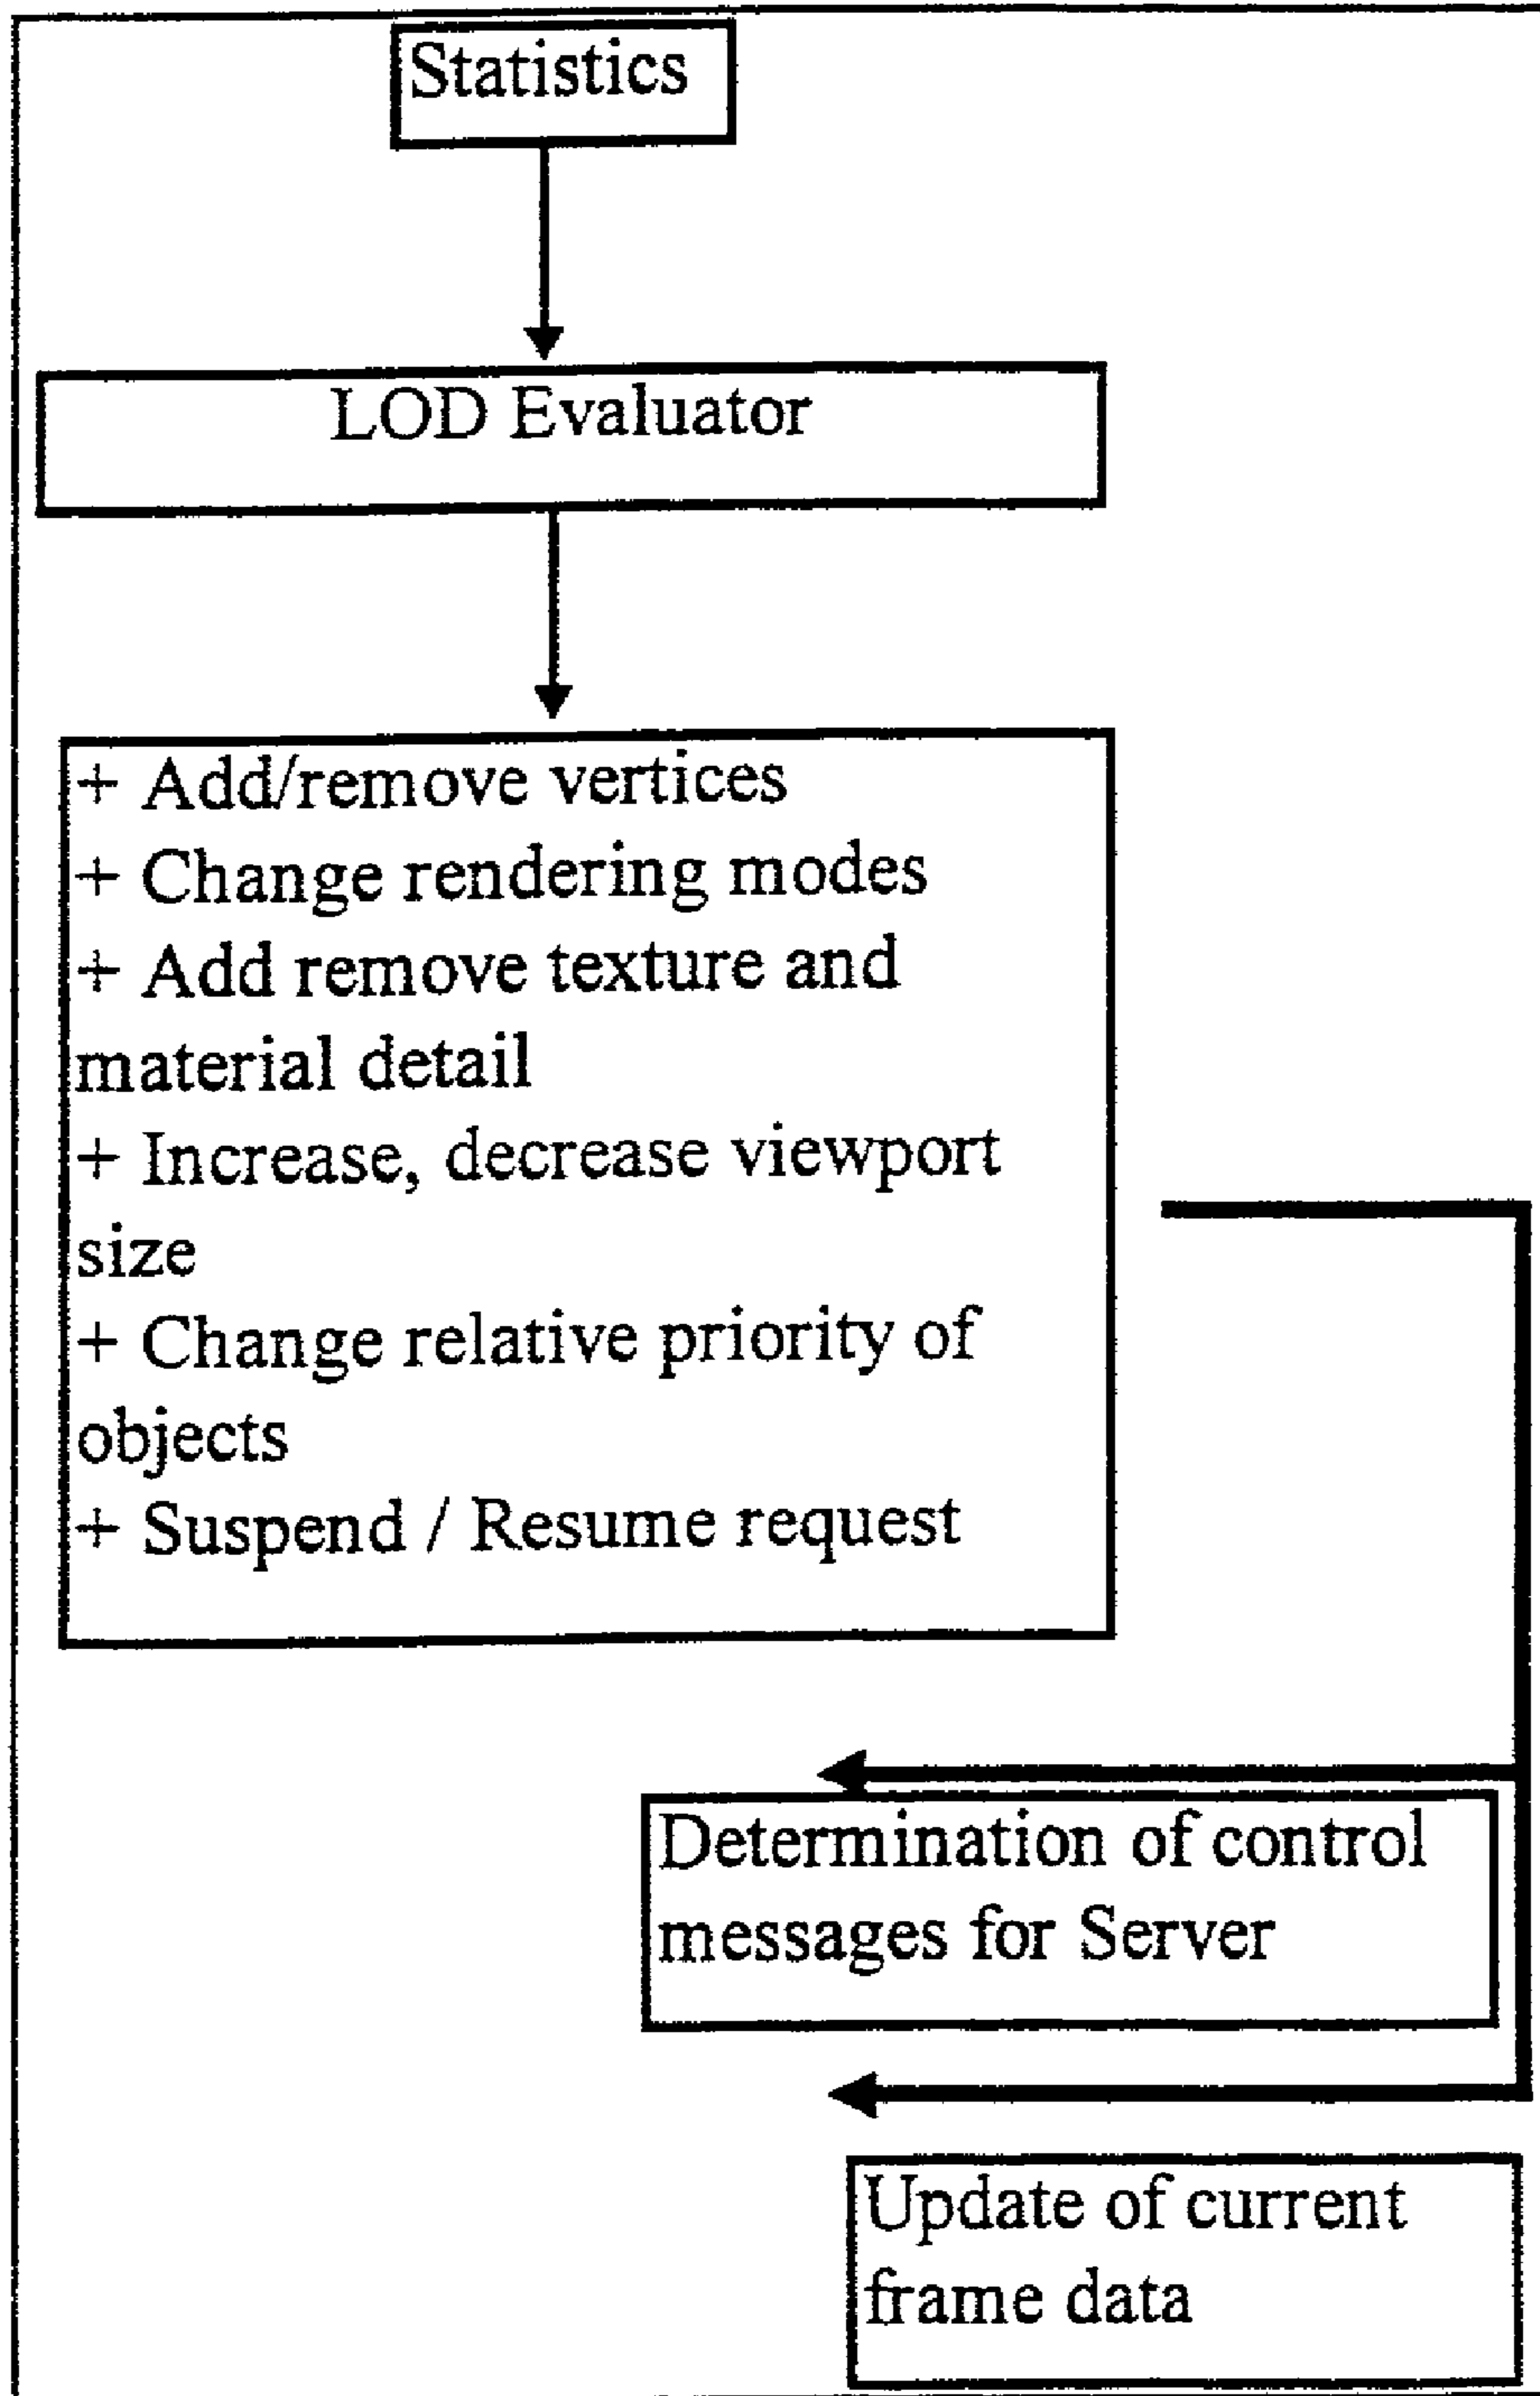 Statistics
LOD Evaluator
+ Add/remove vertices
+ Change rendering modes
+ Add remove texture and
material detail
+ Increase, decrease viewport
size
+ Change relative priority of
objects
+ Suspend / Resume request
Determination of control
messages for Server
Update of current
frame data